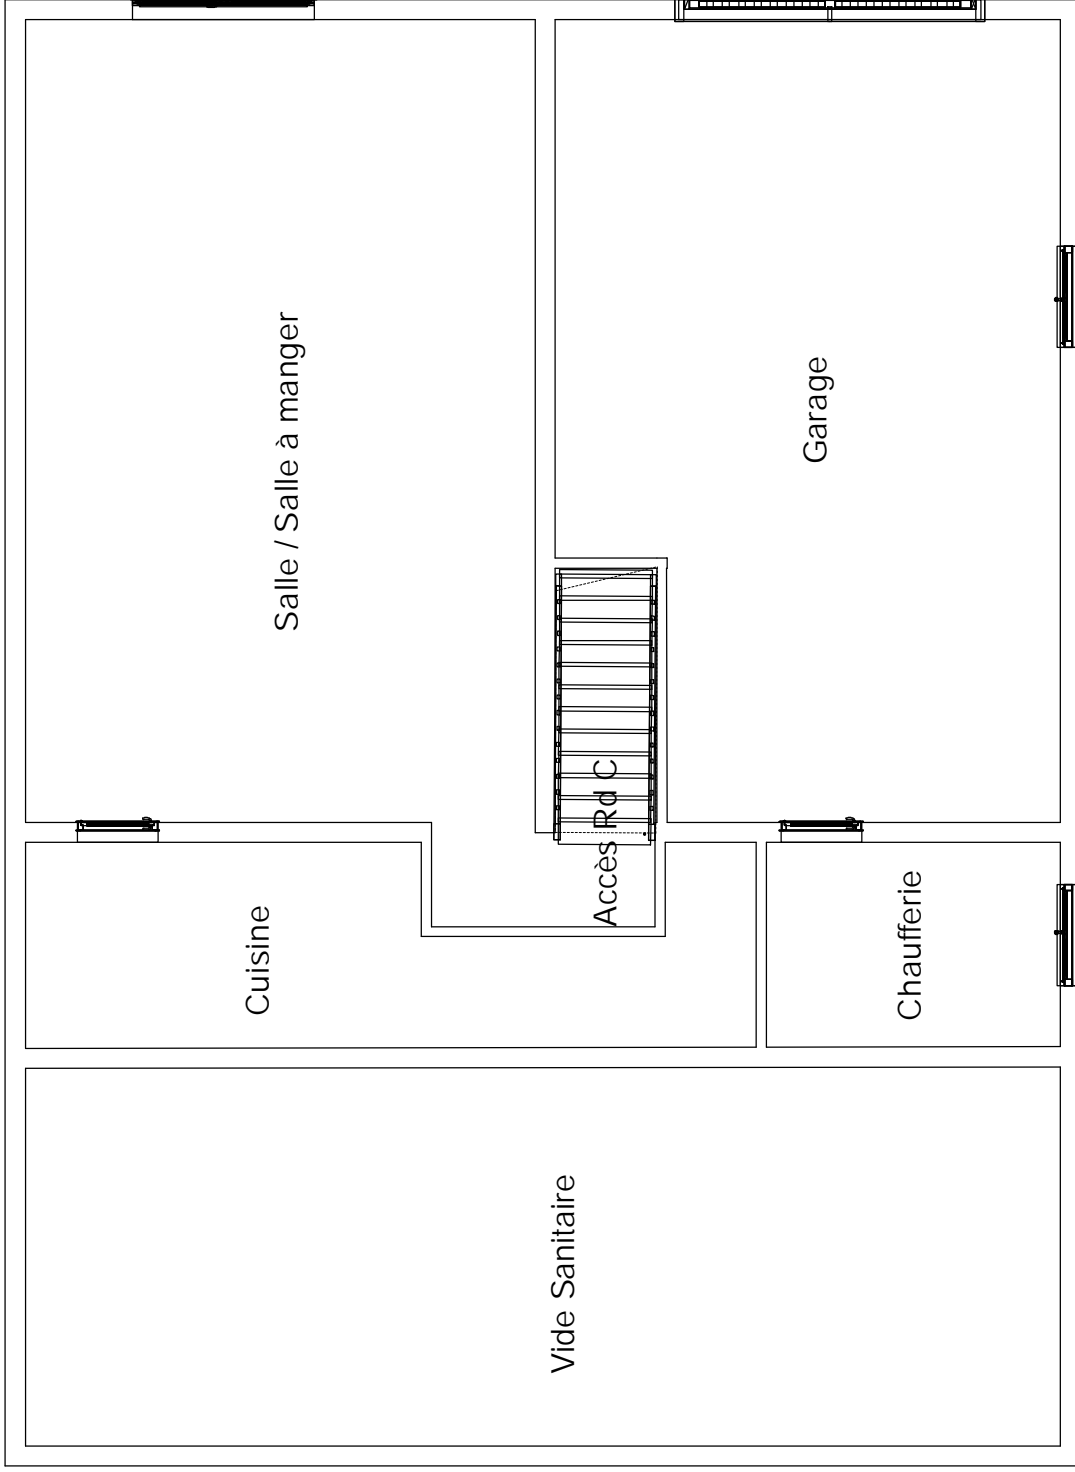 Salle / Salle à manger
Garage
Accès Rd C
Cuisine
Chaufferie
Vide Sanitaire